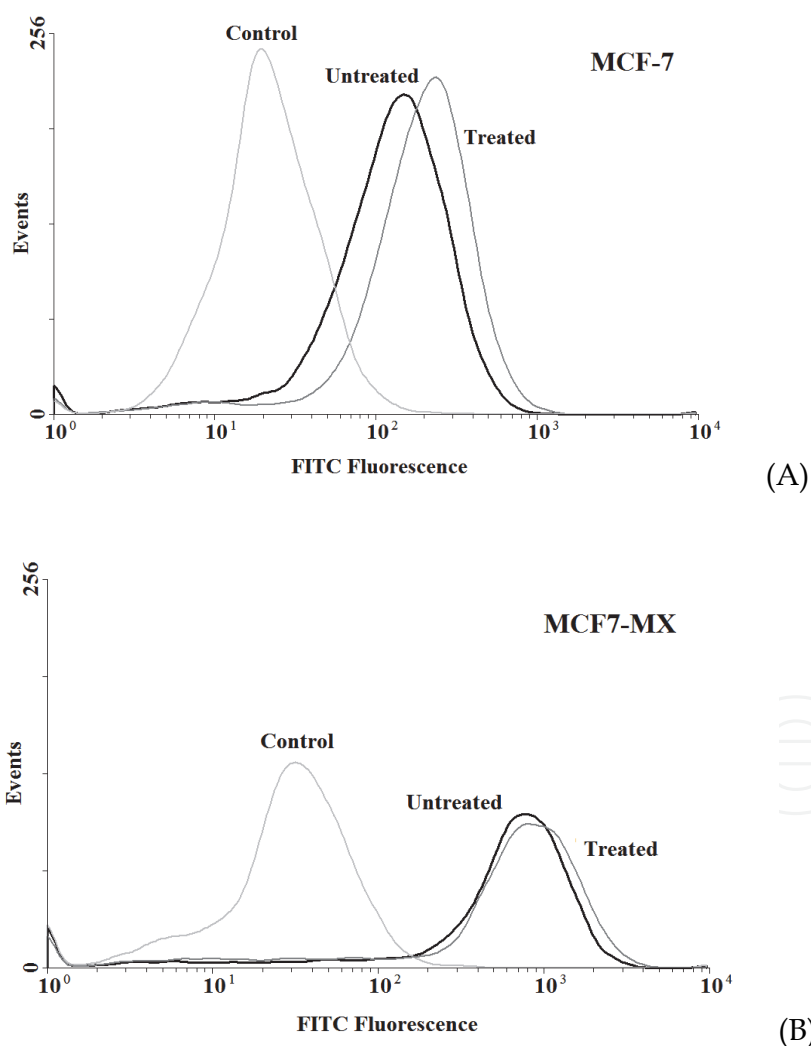 256
Control
MCF-7
Untreated
Treated
Events
0
10⁰
10¹
10²
10³
10⁴
FITC Fluorescence
(A)
256
MCF7-MX
Control
Untreated
Treated
Events
0
10⁰
10¹
10²
10³
10⁴
FITC Fluorescence
(B)